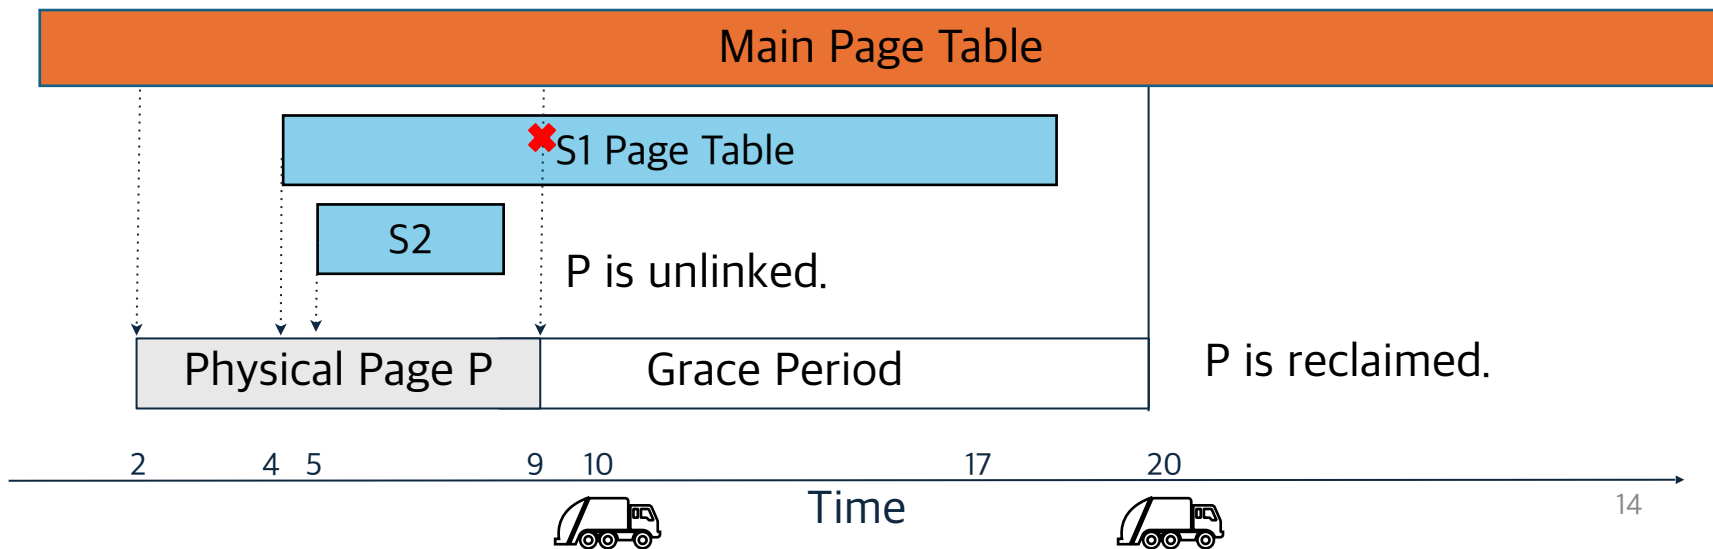 Main Page Table
S1 Page Table
S2
P is unlinked.
Physical Page P
Grace Period
P is reclaimed.
2 4 5 9 10 17 20
Time
14